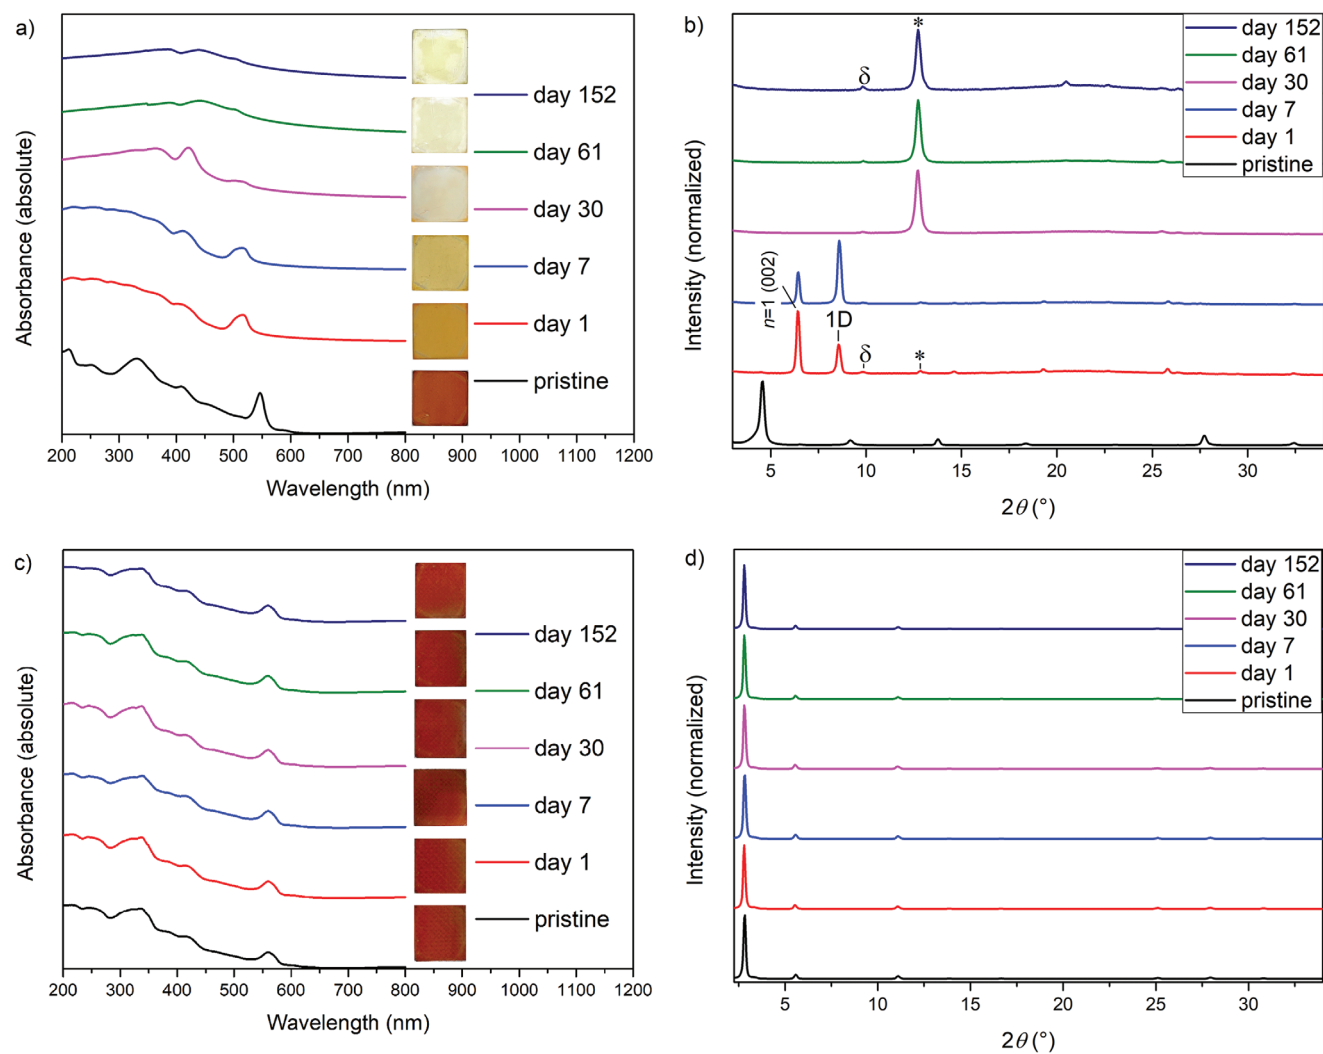 a)
Absorbance (absolute)
day 152
day 61
day 30
day 7
day 1
pristine
200 300 400 500 600 700 800 900 1000 1100 1200
Wavelength (nm)
b)
Intensity (normalized)
day 152
day 61
day 30
day 7
day 1
pristine
*
δ
n=1 (002)
1D
δ
*
5 10 15 20 25 30
2θ (°)
c)
Absorbance (absolute)
day 152
day 61
day 30
day 7
day 1
pristine
200 300 400 500 600 700 800 900 1000 1100 1200
Wavelength (nm)
d)
Intensity (normalized)
day 152
day 61
day 30
day 7
day 1
pristine
5 10 15 20 25 30
2θ (°)